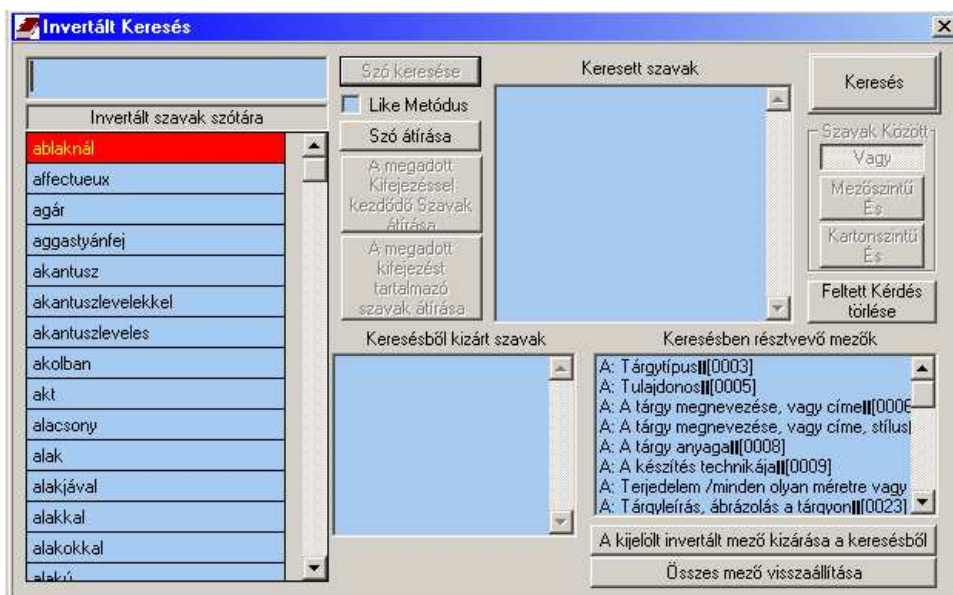 Invertált Keresés
Invertált szavak szótára
ablaknál
affectueux
agár
aggastyánfej
akantusz
akantuszlevelekkel
akantuszleveles
akolban
akt
alacsony
alak
alakjával
alakkal
alakokkal
alakú
Szó keresése
Like Metódus
Szó átírása
A megadott
Kifejezéssel
kezdődő Szavak
átírása
A megadott
kifejezést
tartalmazó
szavak átírása
Keresett szavak
Keresés
Szavak Között
Vagy
Mezőszintű
És
Kartonszintű
És
Feltett Kérdés
törlése
Keresésből kizárt szavak
Keresésben résztvevő mezők
A: Tárgytípus||[0003]
A: Tulajdonos||[0005]
A: A tárgy megnevezése, vagy címe||[0006
A: A tárgy megnevezése, vagy címe, stílus|
A: A tárgy anyaga||[0008]
A: A készítés technikája||[0009]
A: Terjedelem /minden olyan méretre vagy
A: Tárgyleírás, ábrázolás a tárgyon||[0023]
A kijelölt invertált mező kizárása a keresésből
Összes mező visszaállítása